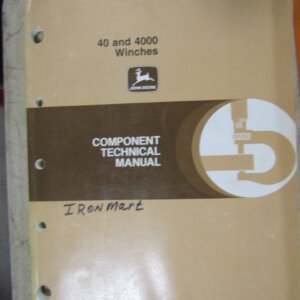 40 and 4000
Winches
JOHN DEERE
COMPONENT
TECHNICAL
MANUAL
IRONMart